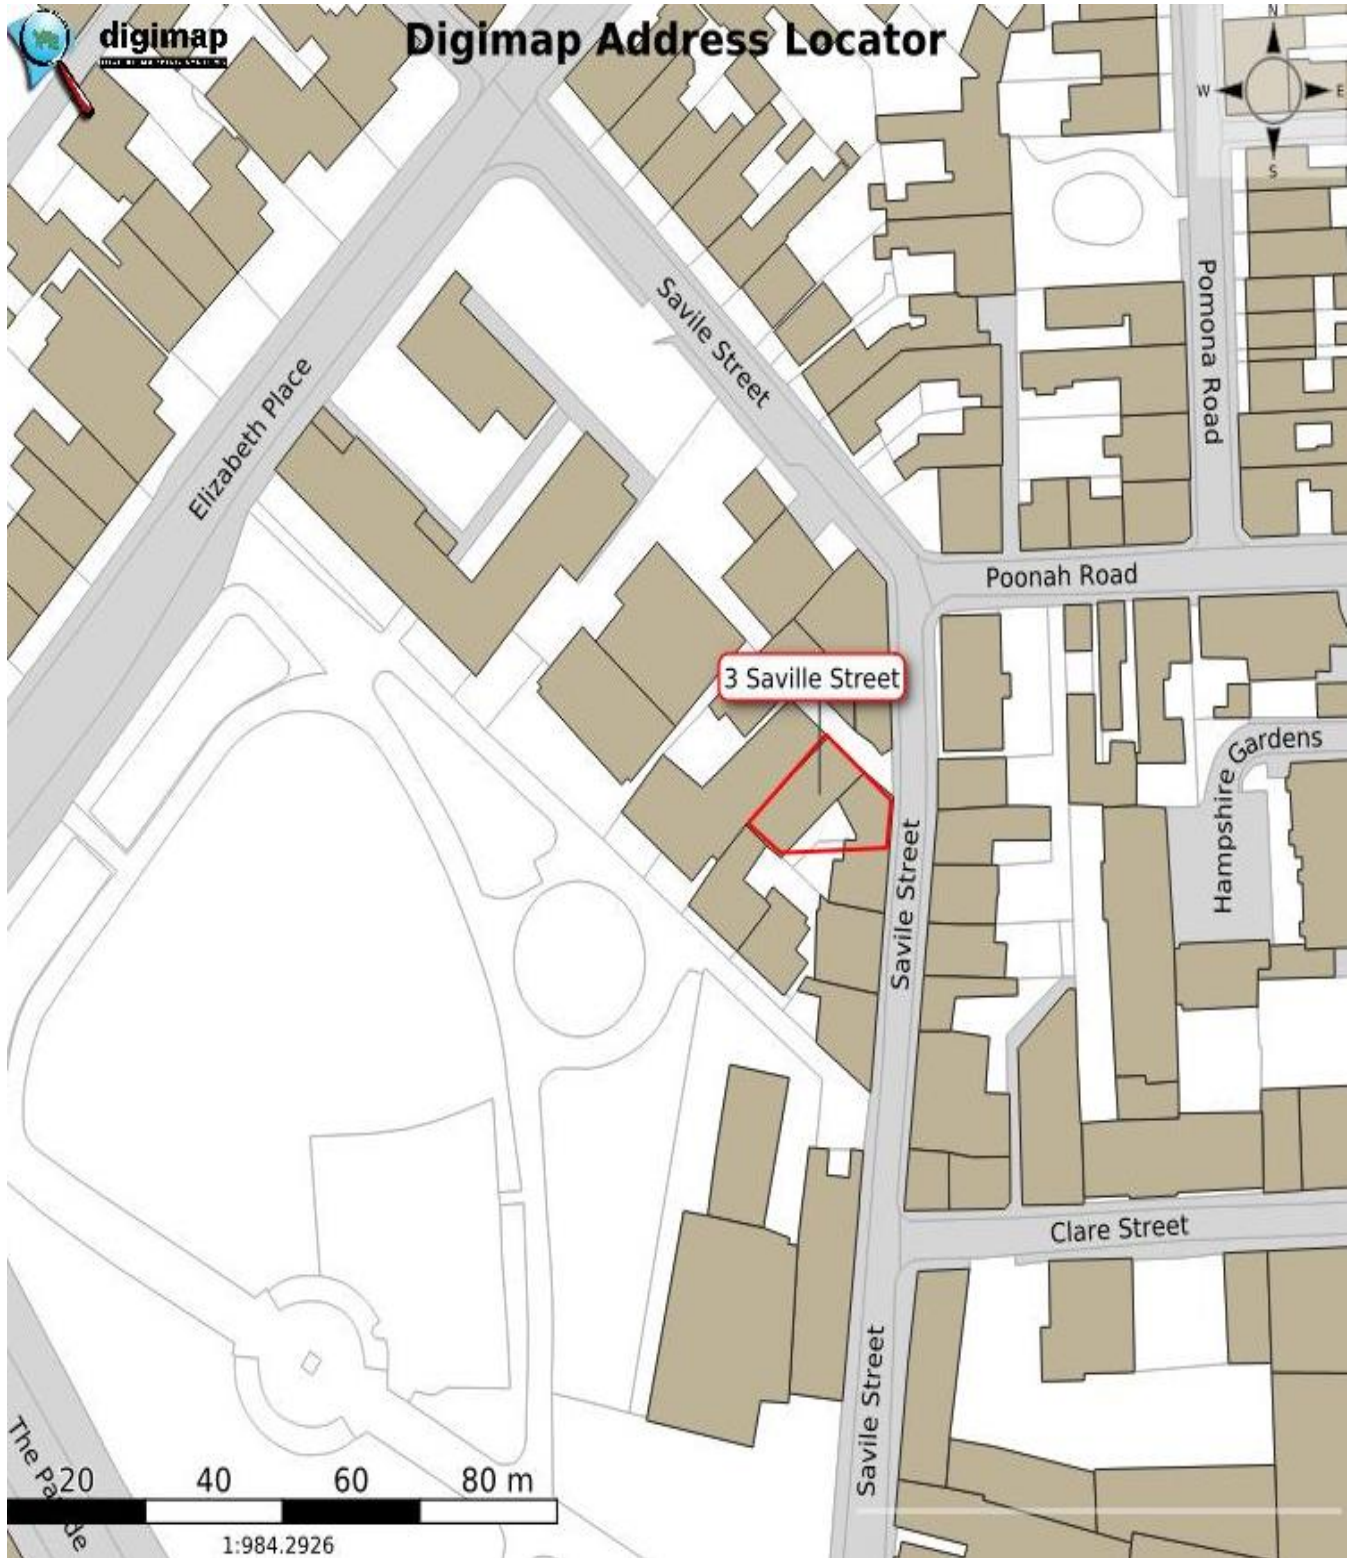 digimap
Digimap Address Locator
N
W
E
S
Savile Street
Pomona Road
Elizabeth Place
Poonah Road
3 Saville Street
Hampshire Gardens
Savile Street
Clare Street
Savile Street
The Parade
20 40 60 80 m
1:984.2926